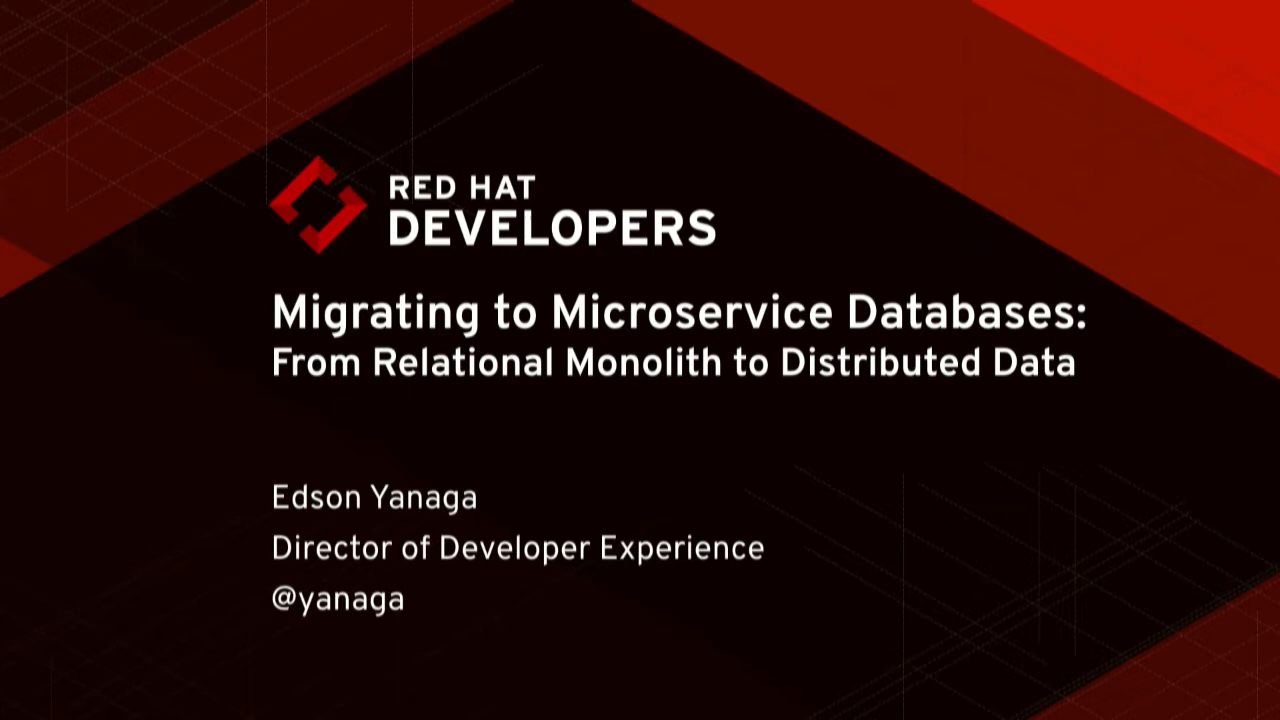 RED HAT
DEVELOPERS
Migrating to Microservice Databases:
From Relational Monolith to Distributed Data
Edson Yanaga
Director of Developer Experience
@yanaga